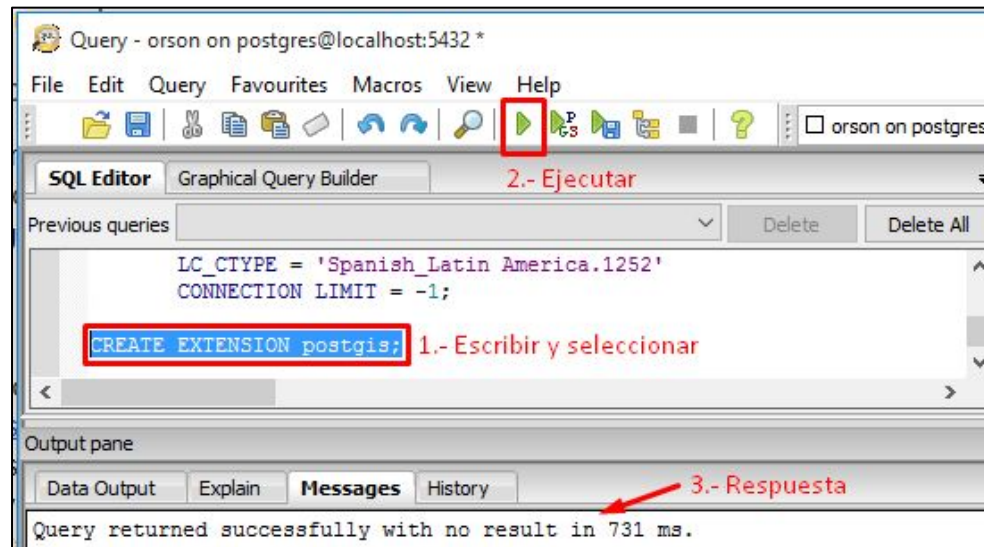 Query - orson on postgres@localhost:5432 *
File Edit Query Favourites Macros View Help
orson on postgres
SQL Editor Graphical Query Builder 2.- Ejecutar
Previous queries Delete Delete All
LC_CTYPE = 'Spanish_Latin America.1252'
CONNECTION LIMIT = -1;
CREATE EXTENSION postgis; 1.- Escribir y seleccionar
Output pane
Data Output Explain Messages History 3.- Respuesta
Query returned successfully with no result in 731 ms.